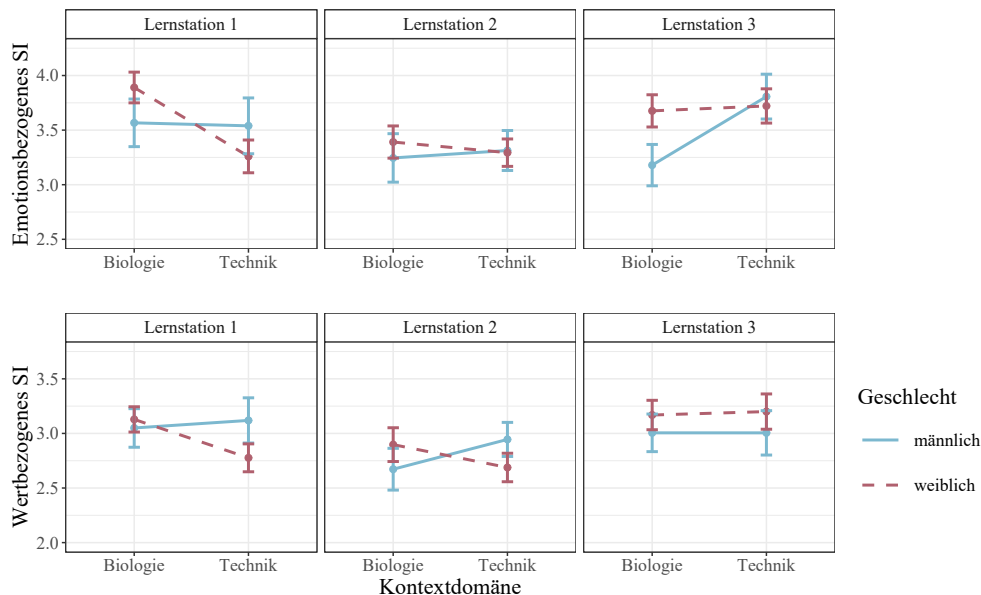 Lernstation 1 Lernstation 2 Lernstation 3
Emotionsbezogenes SI
4.0
3.5
3.0
2.5
Biologie Technik Biologie Technik Biologie Technik
Lernstation 1 Lernstation 2 Lernstation 3
Wertbezogenes SI
3.5
3.0
2.5
2.0
Biologie Technik Biologie Technik Biologie Technik
Kontextdomäne
Geschlecht
männlich
weiblich